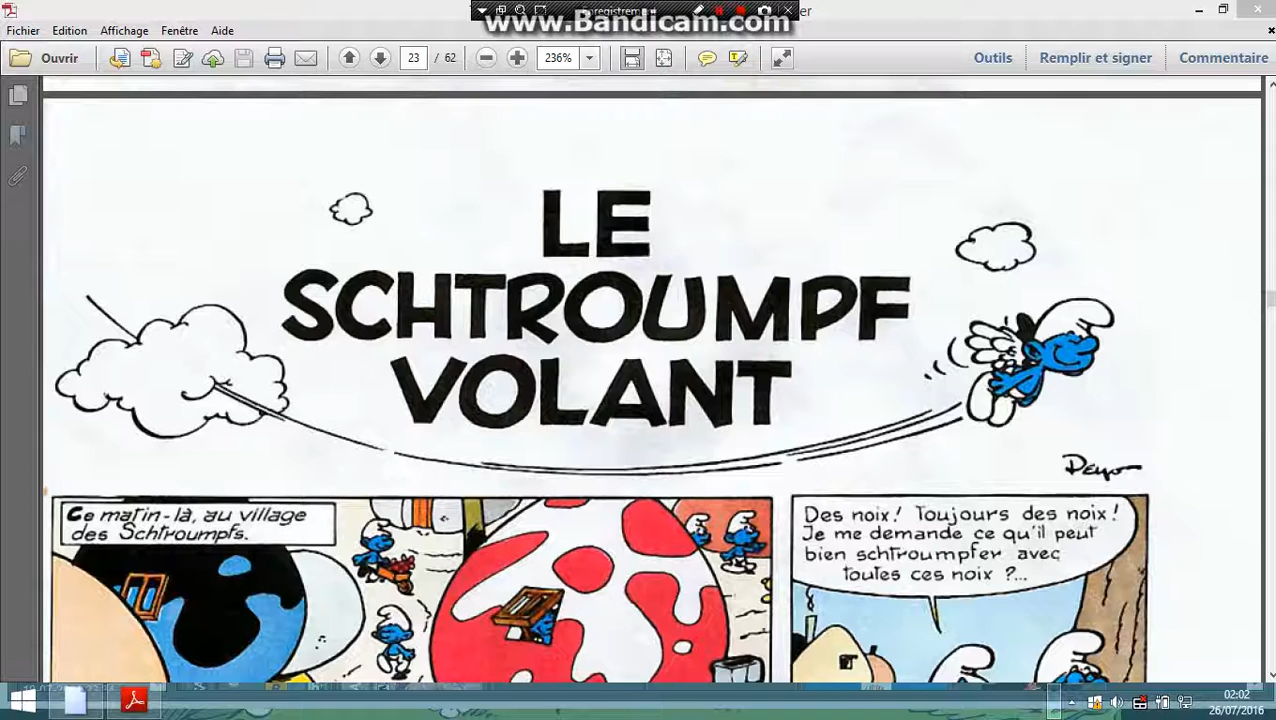 www.Bandicam.com
Fichier Edition Affichage Fenêtre Aide
Ouvrir 23 / 62 236% Outils Remplir et signer Commentaire
LE
SCHTROUMPF
VOLANT
Peyo
Ce matin-là, au village
des Schtroumpfs.
Des noix! Toujours des noix!
Je me demande ce qu'il peut
bien schtroumpfer avec
toutes ces noix ?...
02:02
26/07/2016